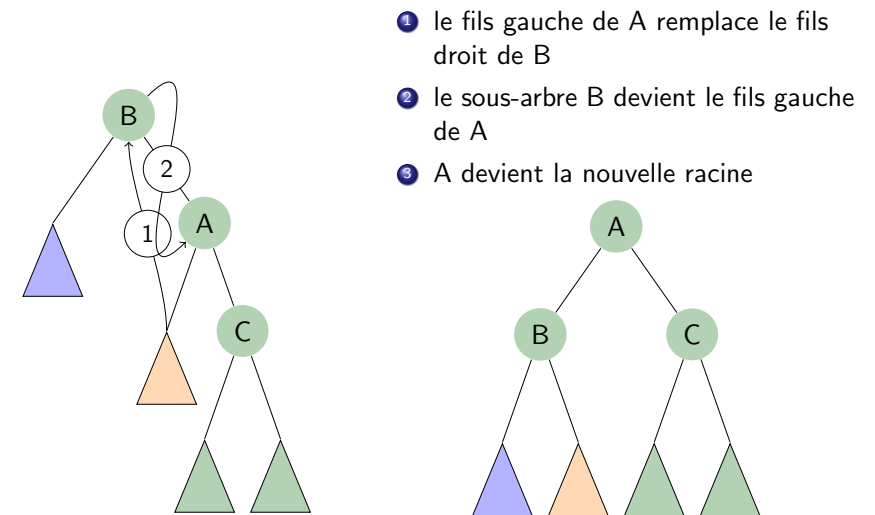 1 le fils gauche de A remplace le fils
droit de B
2 le sous-arbre B devient le fils gauche
de A
3 A devient la nouvelle racine
B
2
1
A
C
A
B
C